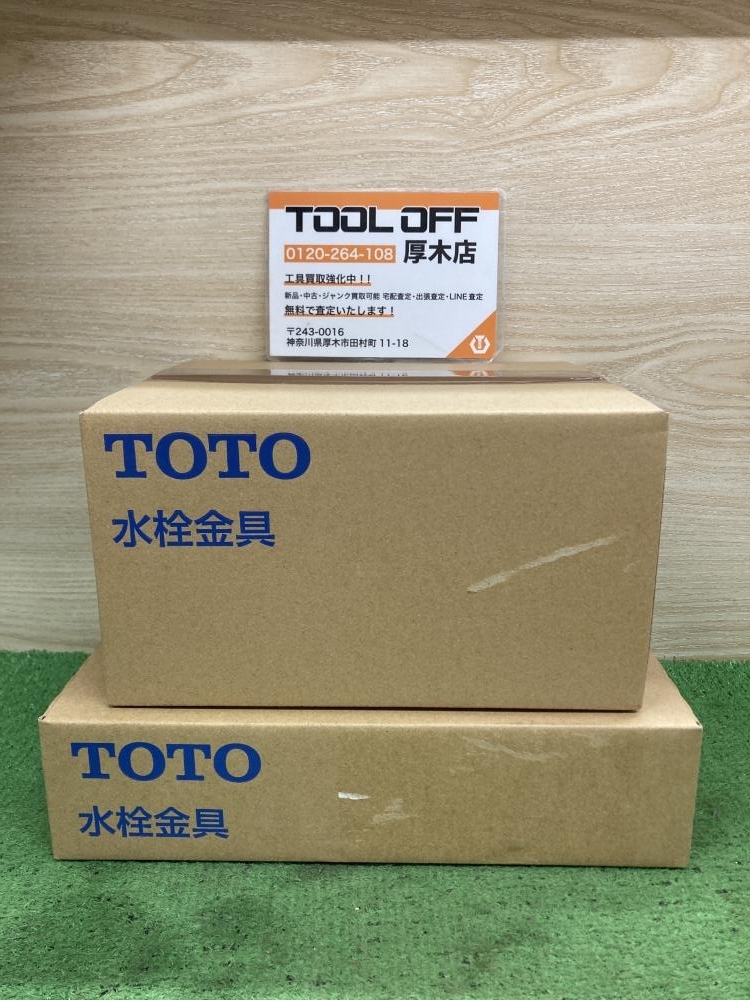 TOOL OFF
0120-264-108 厚木店
工具買取強化中！！
新品・中古・ジャンク買取可能 宅配査定・出張査定・LINE査定
無料で査定いたします！
〒243-0016
神奈川県厚木市田村町 11-18
TOTO
水栓金具
TOTO
水栓金具